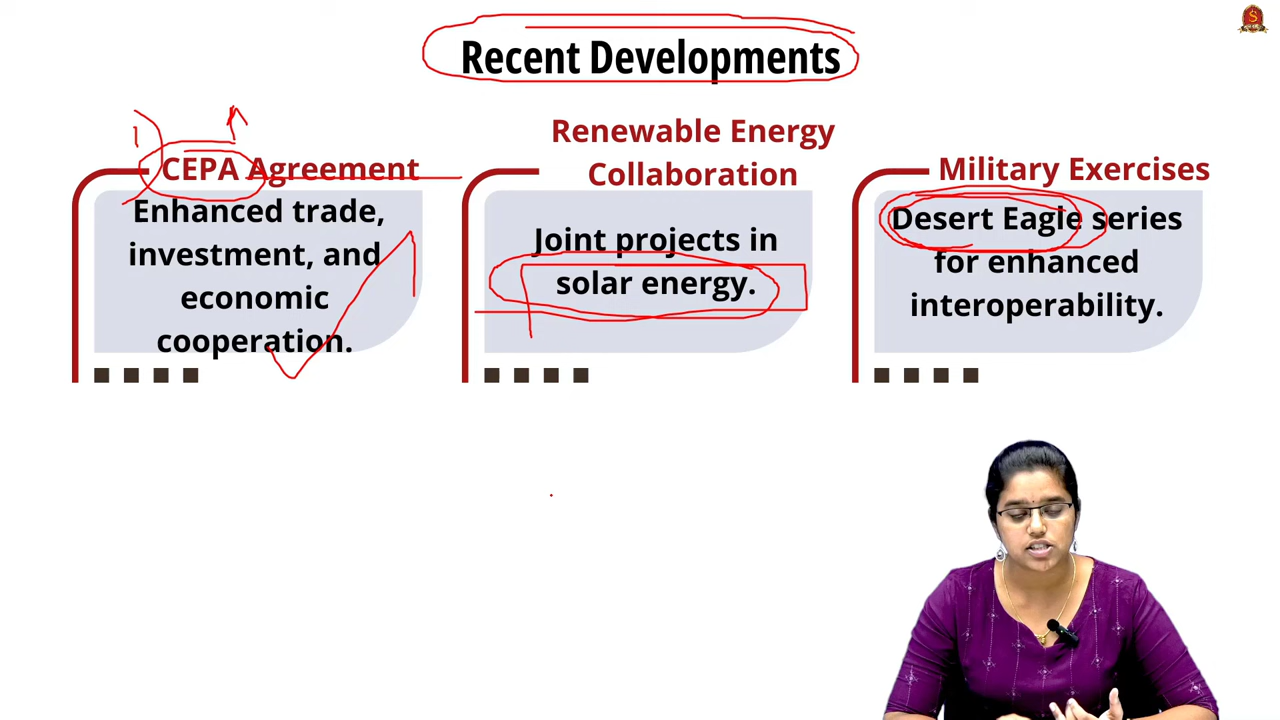 Recent Developments
CEPA Agreement
Enhanced trade,
investment, and
economic
cooperation.
Renewable Energy
Collaboration
Joint projects in
solar energy.
Military Exercises
Desert Eagle series
for enhanced
interoperability.